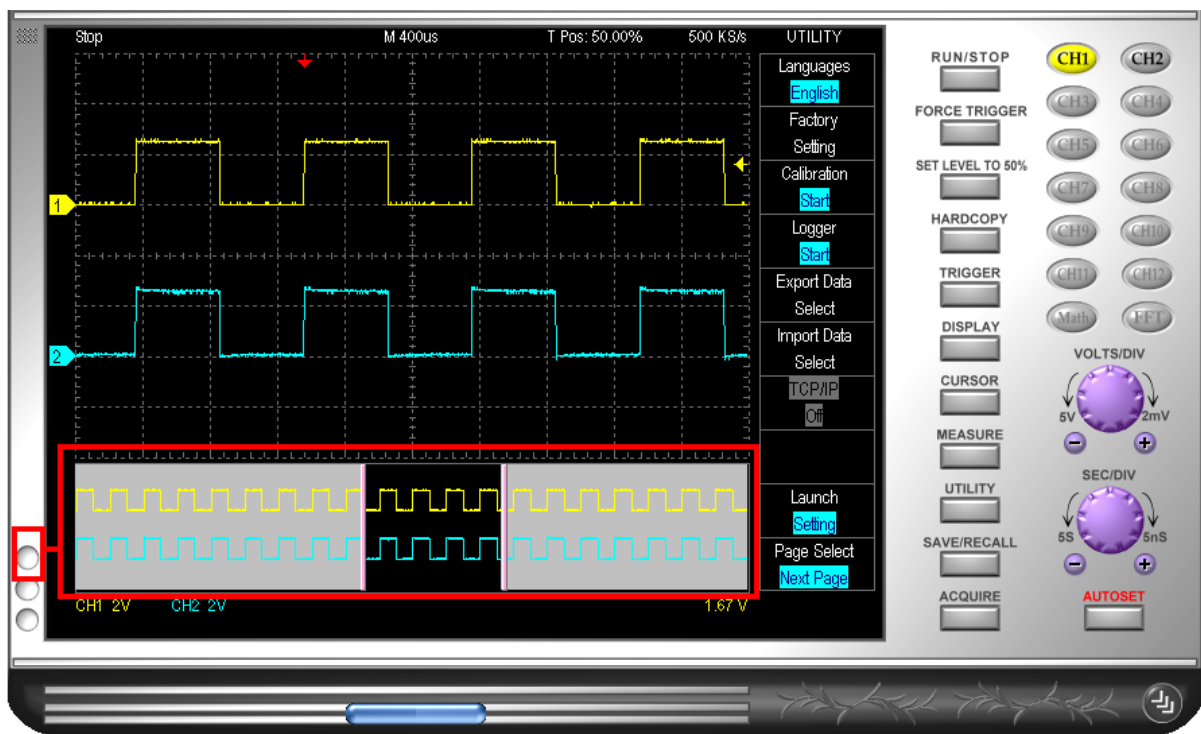 Stop M 400us T Pos: 50.00% 500 KS/s UTILITY
Languages
English
Factory
Setting
Calibration
Start
Logger
Start
Export Data
Select
Import Data
Select
TCP/IP
Off
Launch
Setting
Page Select
Next Page
1
2
CH1 2V CH2 2V 1.67 V
RUN/STOP
FORCE TRIGGER
SET LEVEL TO 50%
HARDCOPY
TRIGGER
DISPLAY
CURSOR
MEASURE
UTILITY
SAVE/RECALL
ACQUIRE
CH1 CH2
CH3 CH4
CH5 CH6
CH7 CH8
CH9 CH10
CH11 CH12
Math FFT
VOLTS/DIV
5V 2mV
SEC/DIV
5S 5nS
AUTOSET